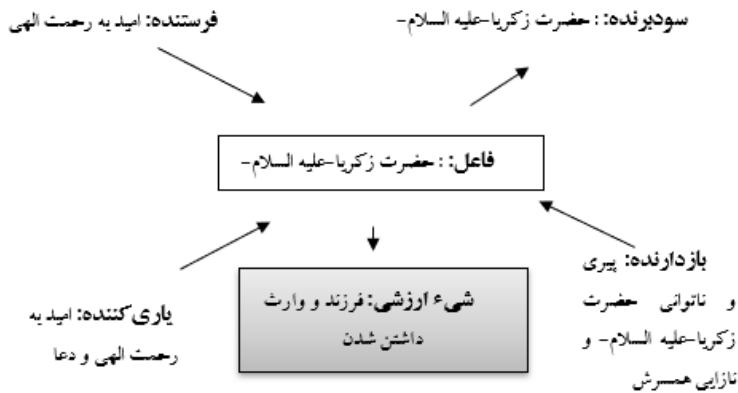 سودبرنده: : حضرت زکریا-علیه السلام-
فرستنده: امید به رحمت الهی
فاعل: : حضرت زکریا-علیه السلام-
بازدارنده: پیری
و ناتوانی حضرت
زکریا-علیه السلام- و
نازایی همسرش
شیء ارزشی: فرزند و وارث
داشتن شدن
یاری‌کننده: امید به
رحمت الهی و دعا